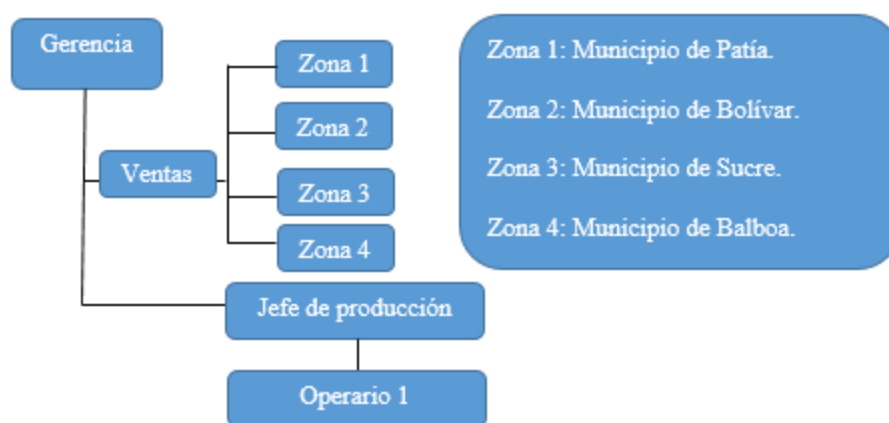 Gerencia
Zona 1
Zona 2
Ventas
Zona 3
Zona 4
Jefe de producción
Operario 1
Zona 1: Municipio de Patía.
Zona 2: Municipio de Bolívar.
Zona 3: Municipio de Sucre.
Zona 4: Municipio de Balboa.